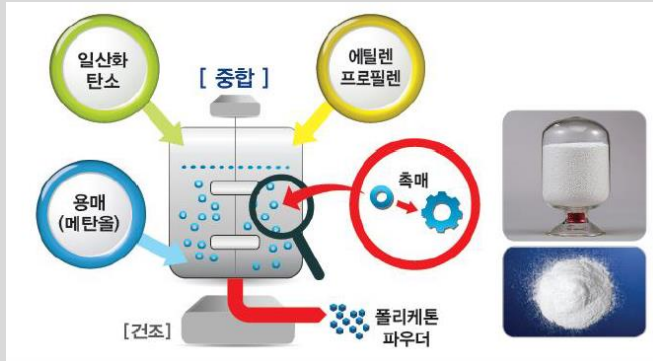 일산화
탄소
[ 중합 ]
에틸렌
프로필렌
용매
(메탄올)
촉매
[건조]
폴리케톤
파우더